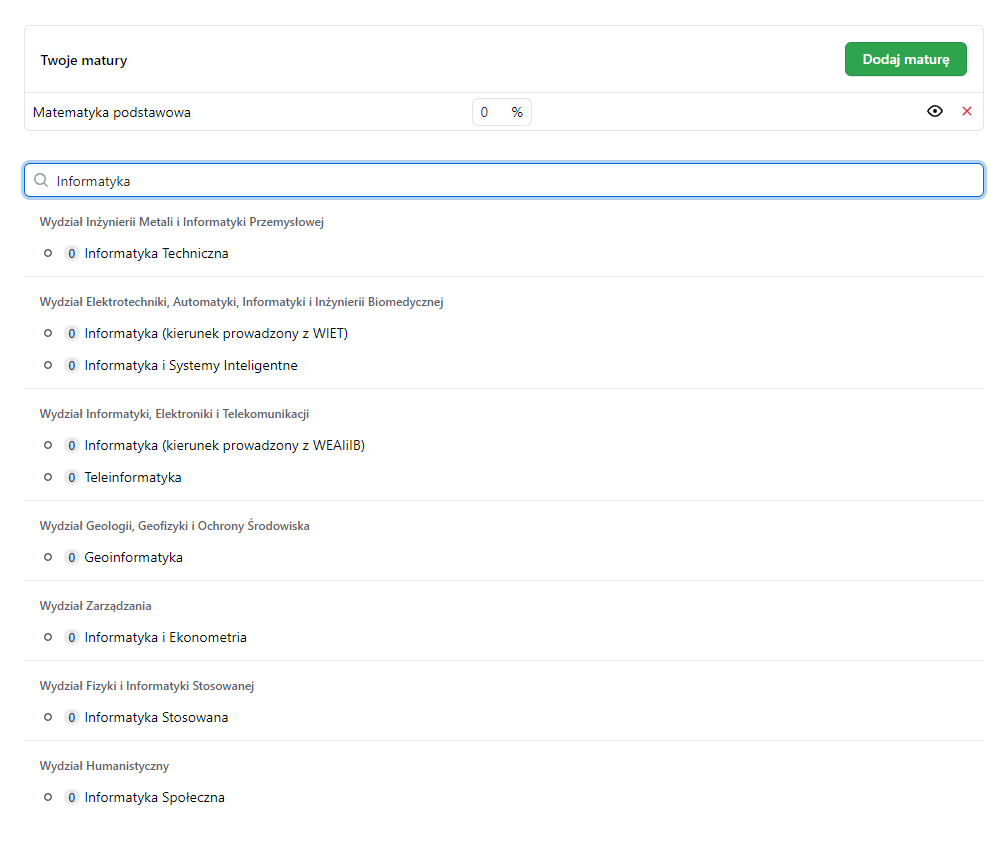 Twoje matury
Dodaj maturę
Matematyka podstawowa
0 %
Informatyka
Wydział Inżynierii Metali i Informatyki Przemysłowej
0 Informatyka Techniczna
Wydział Elektrotechniki, Automatyki, Informatyki i Inżynierii Biomedycznej
0 Informatyka (kierunek prowadzony z WIET)
0 Informatyka i Systemy Inteligentne
Wydział Informatyki, Elektroniki i Telekomunikacji
0 Informatyka (kierunek prowadzony z WEAIiIB)
0 Teleinformatyka
Wydział Geologii, Geofizyki i Ochrony Środowiska
0 Geoinformatyka
Wydział Zarządzania
0 Informatyka i Ekonometria
Wydział Fizyki i Informatyki Stosowanej
0 Informatyka Stosowana
Wydział Humanistyczny
0 Informatyka Społeczna